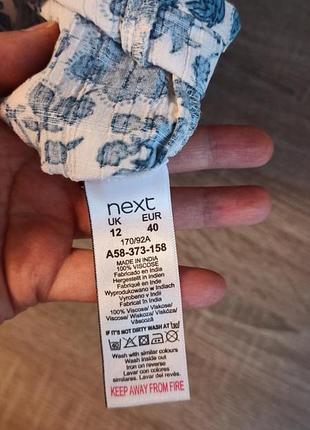 next
UK EUR
12 40
170/92A
A58-373-158
MADE IN INDIA
100% VISCOSE
Fabricado en India
Hergestellt in Indien
Fabriqué en Inde
Wyprodukowano w Indiach
Vyrobeno v Indii
Fabricat în India
100% Viscosa/Viskose/
Viscose/Wiskoza/Viskóza/
Vâscoză
IF IT'S NOT DIRTY WASH AT 30°
Wash with similar colours
Wash inside out
Iron on reverse
Lavar con colores
similares. Lavar del revés.
KEEP AWAY FROM FIRE